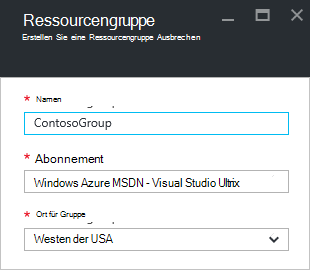 Ressourcengruppe
Erstellen Sie eine Ressourcengruppe Ausbrechen
* Namen
ContosoGroup
* Abonnement
Windows Azure MSDN - Visual Studio Ultrix
* Ort für Gruppe
Westen der USA